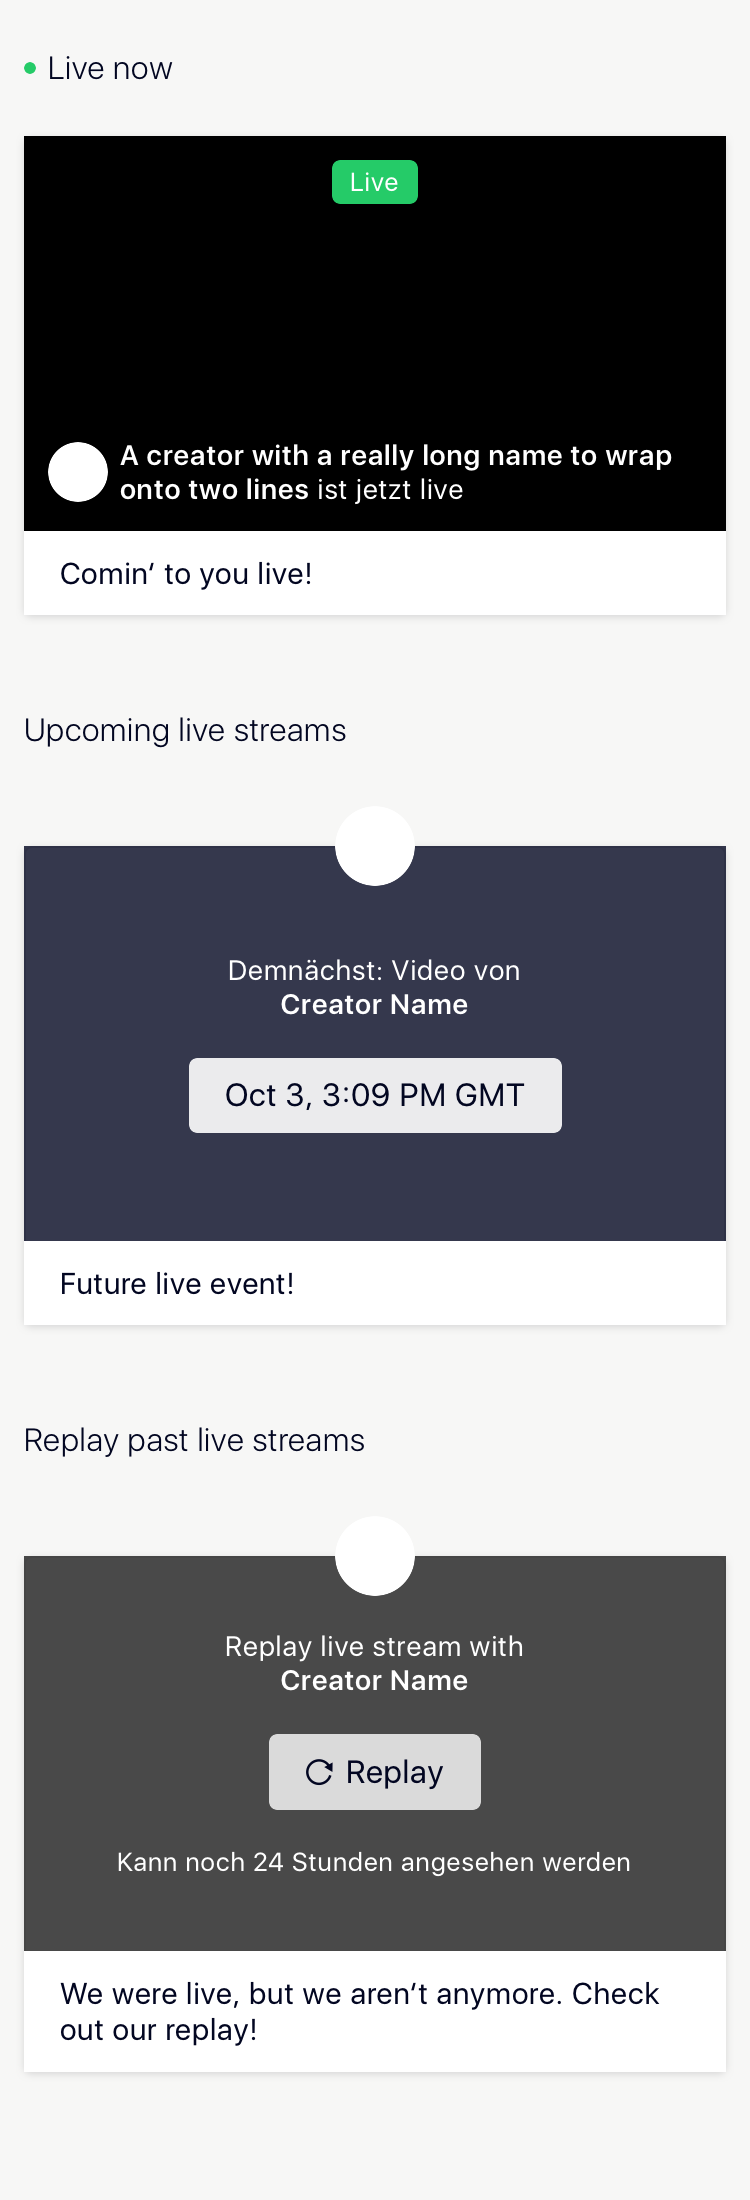 Live now
Live
A creator with a really long name to wrap
onto two lines ist jetzt live
Comin‘ to you live!
Upcoming live streams
Demnächst: Video von
Creator Name
Oct 3, 3:09 PM GMT
Future live event!
Replay past live streams
Replay live stream with
Creator Name
Replay
Kann noch 24 Stunden angesehen werden
We were live, but we aren‘t anymore. Check
out our replay!